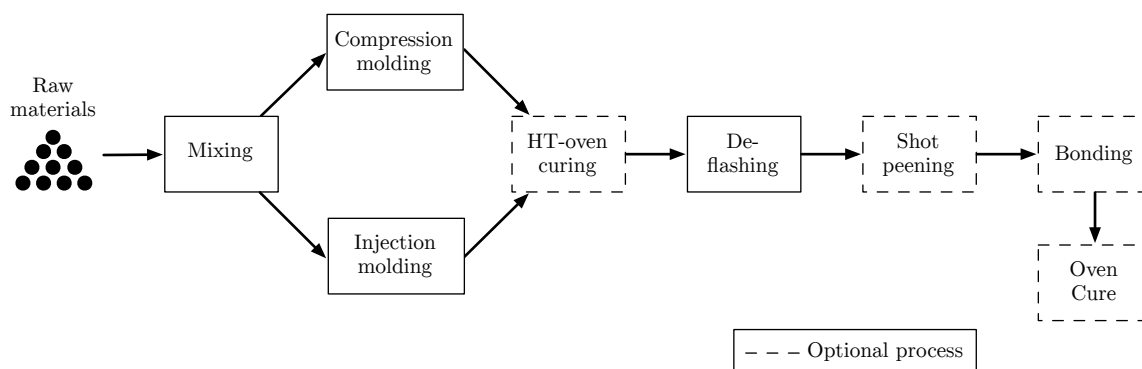 Raw
materials
Mixing
Compression
molding
Injection
molding
HT-oven
curing
De-
flashing
Shot
peening
Bonding
Oven
Cure
Optional process